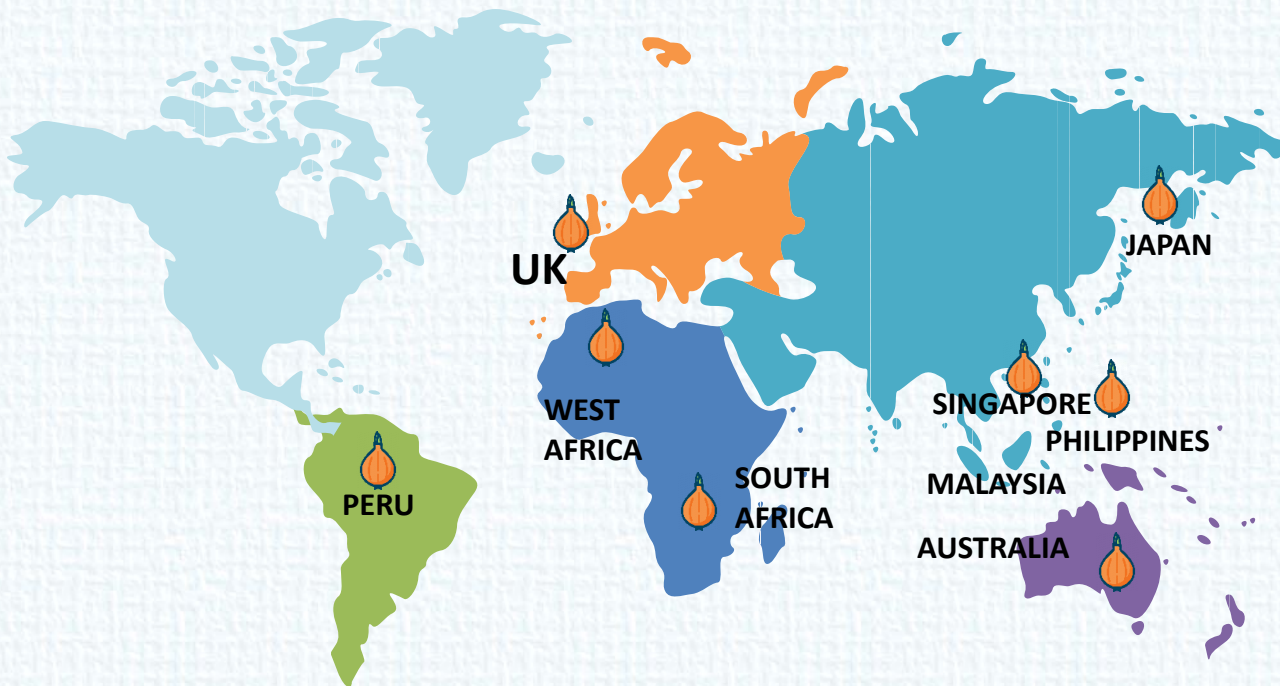 UK
JAPAN
WEST
AFRICA
SINGAPORE
PHILIPPINES
PERU
SOUTH
AFRICA
MALAYSIA
AUSTRALIA